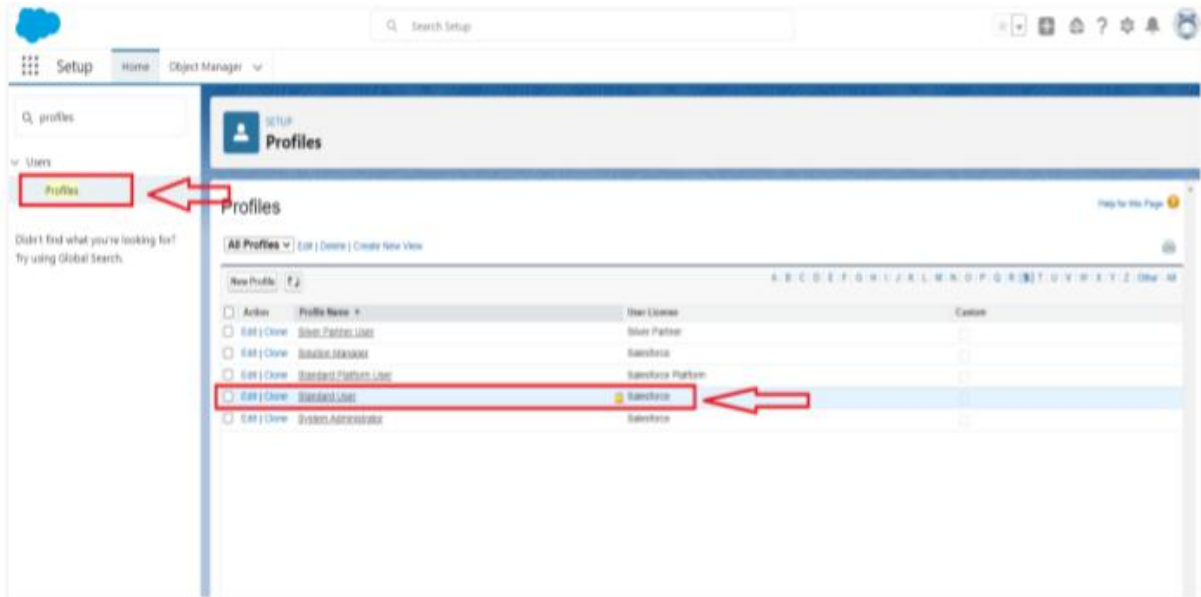 Search Setup
Setup Home Object Manager
profiles
SETUP
Profiles
Users
Profiles
Didn't find what you're looking for?
Try using Global Search.
Profiles
Help for this Page
All Profiles Edit | Delete | Create New View
New Profile
A B C D E F G H I J K L M N O P Q R S T U V W X Y Z Other All
Action Profile Name User License Custom
Edit | Clone Silver Partner User Silver Partner
Edit | Clone Solution Manager Salesforce
Edit | Clone Standard Platform User Salesforce Platform
Edit | Clone Standard User Salesforce
Edit | Clone System Administrator Salesforce